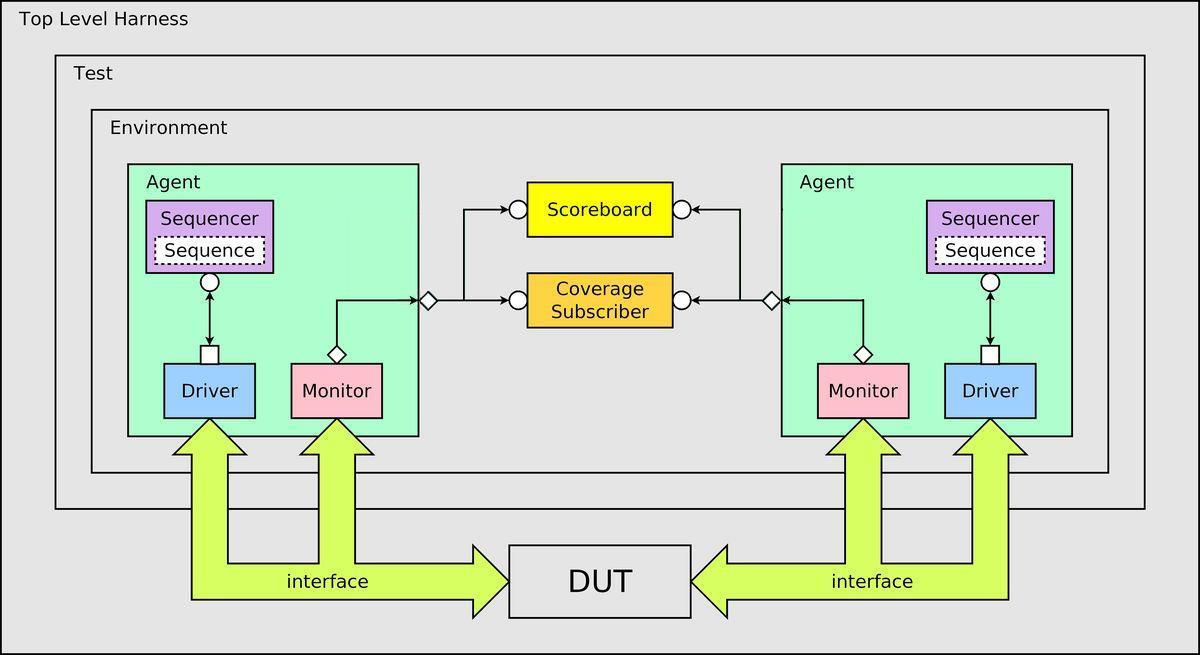 Top Level Harness
Test
Environment
Agent
Sequencer
Sequence
Driver
Monitor
Scoreboard
Coverage
Subscriber
Agent
Sequencer
Sequence
Monitor
Driver
interface
DUT
interface